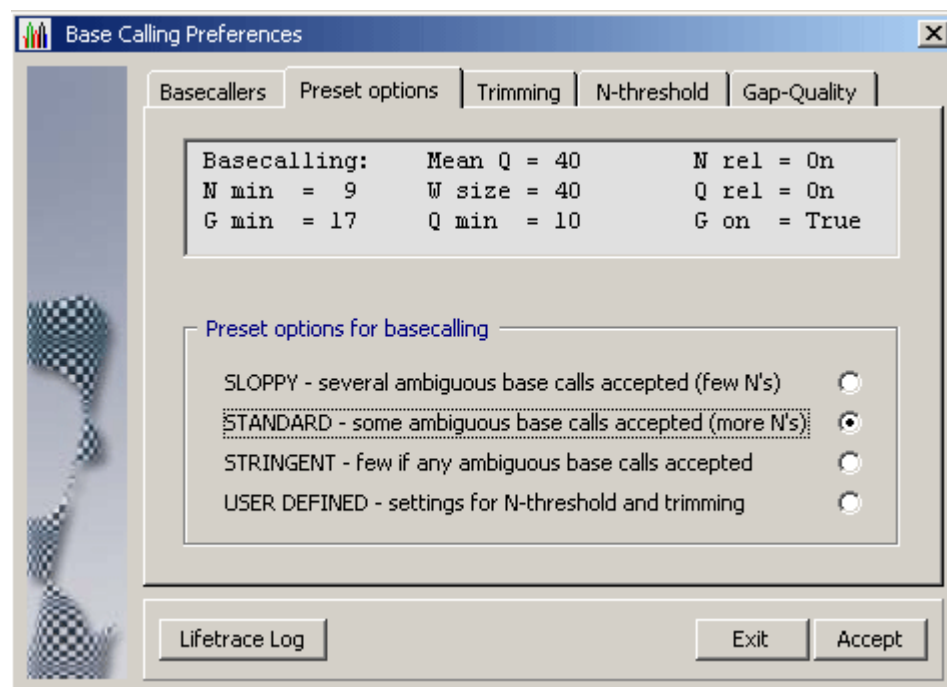 Base Calling Preferences
Basecallers Preset options Trimming N-threshold Gap-Quality
Basecalling: Mean Q = 40 N rel = On
N min = 9 W size = 40 Q rel = On
G min = 17 Q min = 10 G on = True
Preset options for basecalling
SLOPPY - several ambiguous base calls accepted (few N's)
STANDARD - some ambiguous base calls accepted (more N's)
STRINGENT - few if any ambiguous base calls accepted
USER DEFINED - settings for N-threshold and trimming
Lifetrace Log Exit Accept